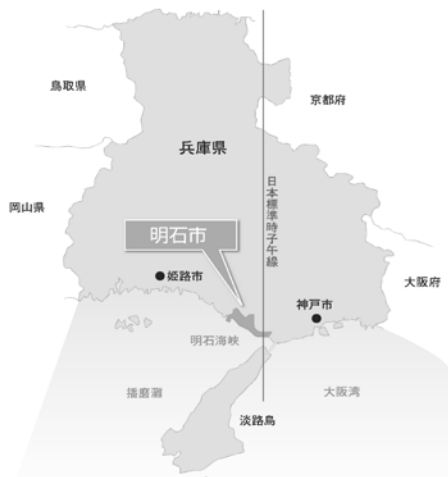 鳥取県
京都府
兵庫県
日本標準時子午線
岡山県
明石市
姫路市
大阪府
神戸市
明石海峡
播磨灘
大阪湾
淡路島